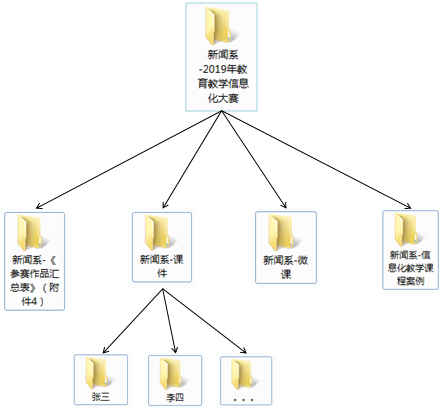 新闻系
-2019年教
育教学信息
化大赛
新闻系-《
参赛作品汇
总表》（附
件4）
新闻系-课
件
新闻系-微
课
新闻系-信
息化教学课
程案例
张三
李四
。。。